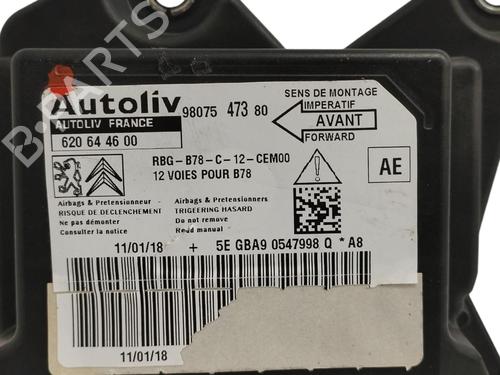 B-PARTS
Autoliv
AUTOLIV FRANCE
620 64 46 00
98075 473 80
SENS DE MONTAGE
IMPERATIF
AVANT
FORWARD
RBG-B78-C-12-CEM00
12 VOIES POUR B78
AE
Airbags & Pretensionneur
RISQUE DE DECLENCHEMENT
Ne pas démonter
Consulter la notice
Airbags & Pretensionners
TRIGEERING HASARD
Do not remove
Read manual
11/01/18 + 5E GBA9 0547998 Q *A8
11/01/18